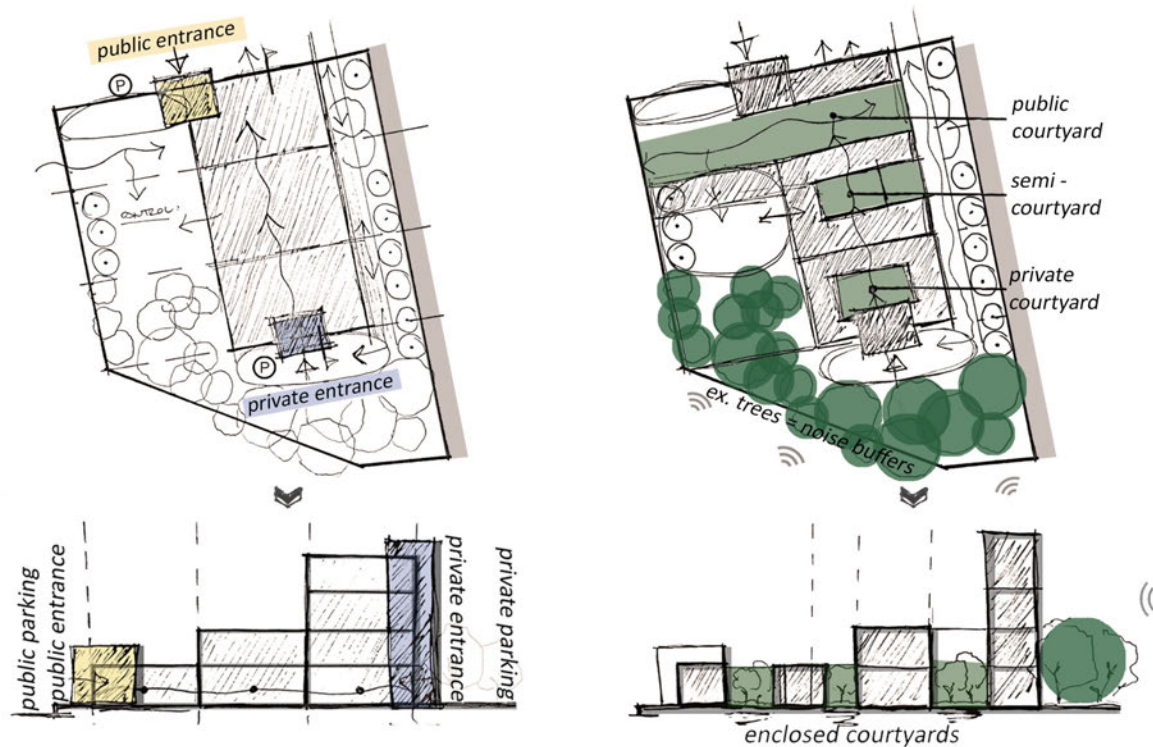 public entrance
P
CONTROL.
P
private entrance
public
courtyard
semi -
courtyard
private
courtyard
ex. trees = noise buffers
public parking
public entrance
private entrance
private parking
enclosed courtyards